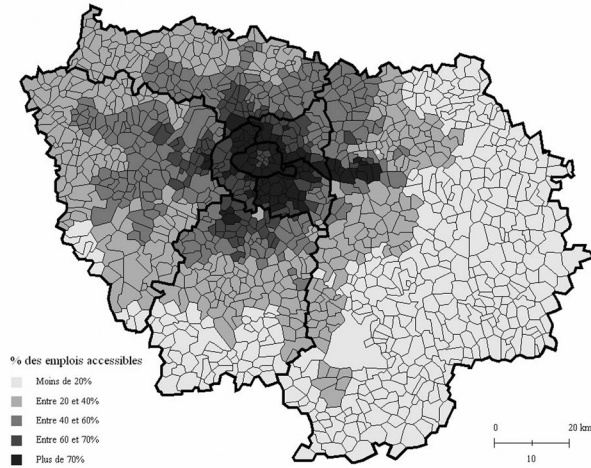 % des emplois accessibles
Moins de 20%
Entre 20 et 40%
Entre 40 et 60%
Entre 60 et 70%
Plus de 70%
0 20 km
10